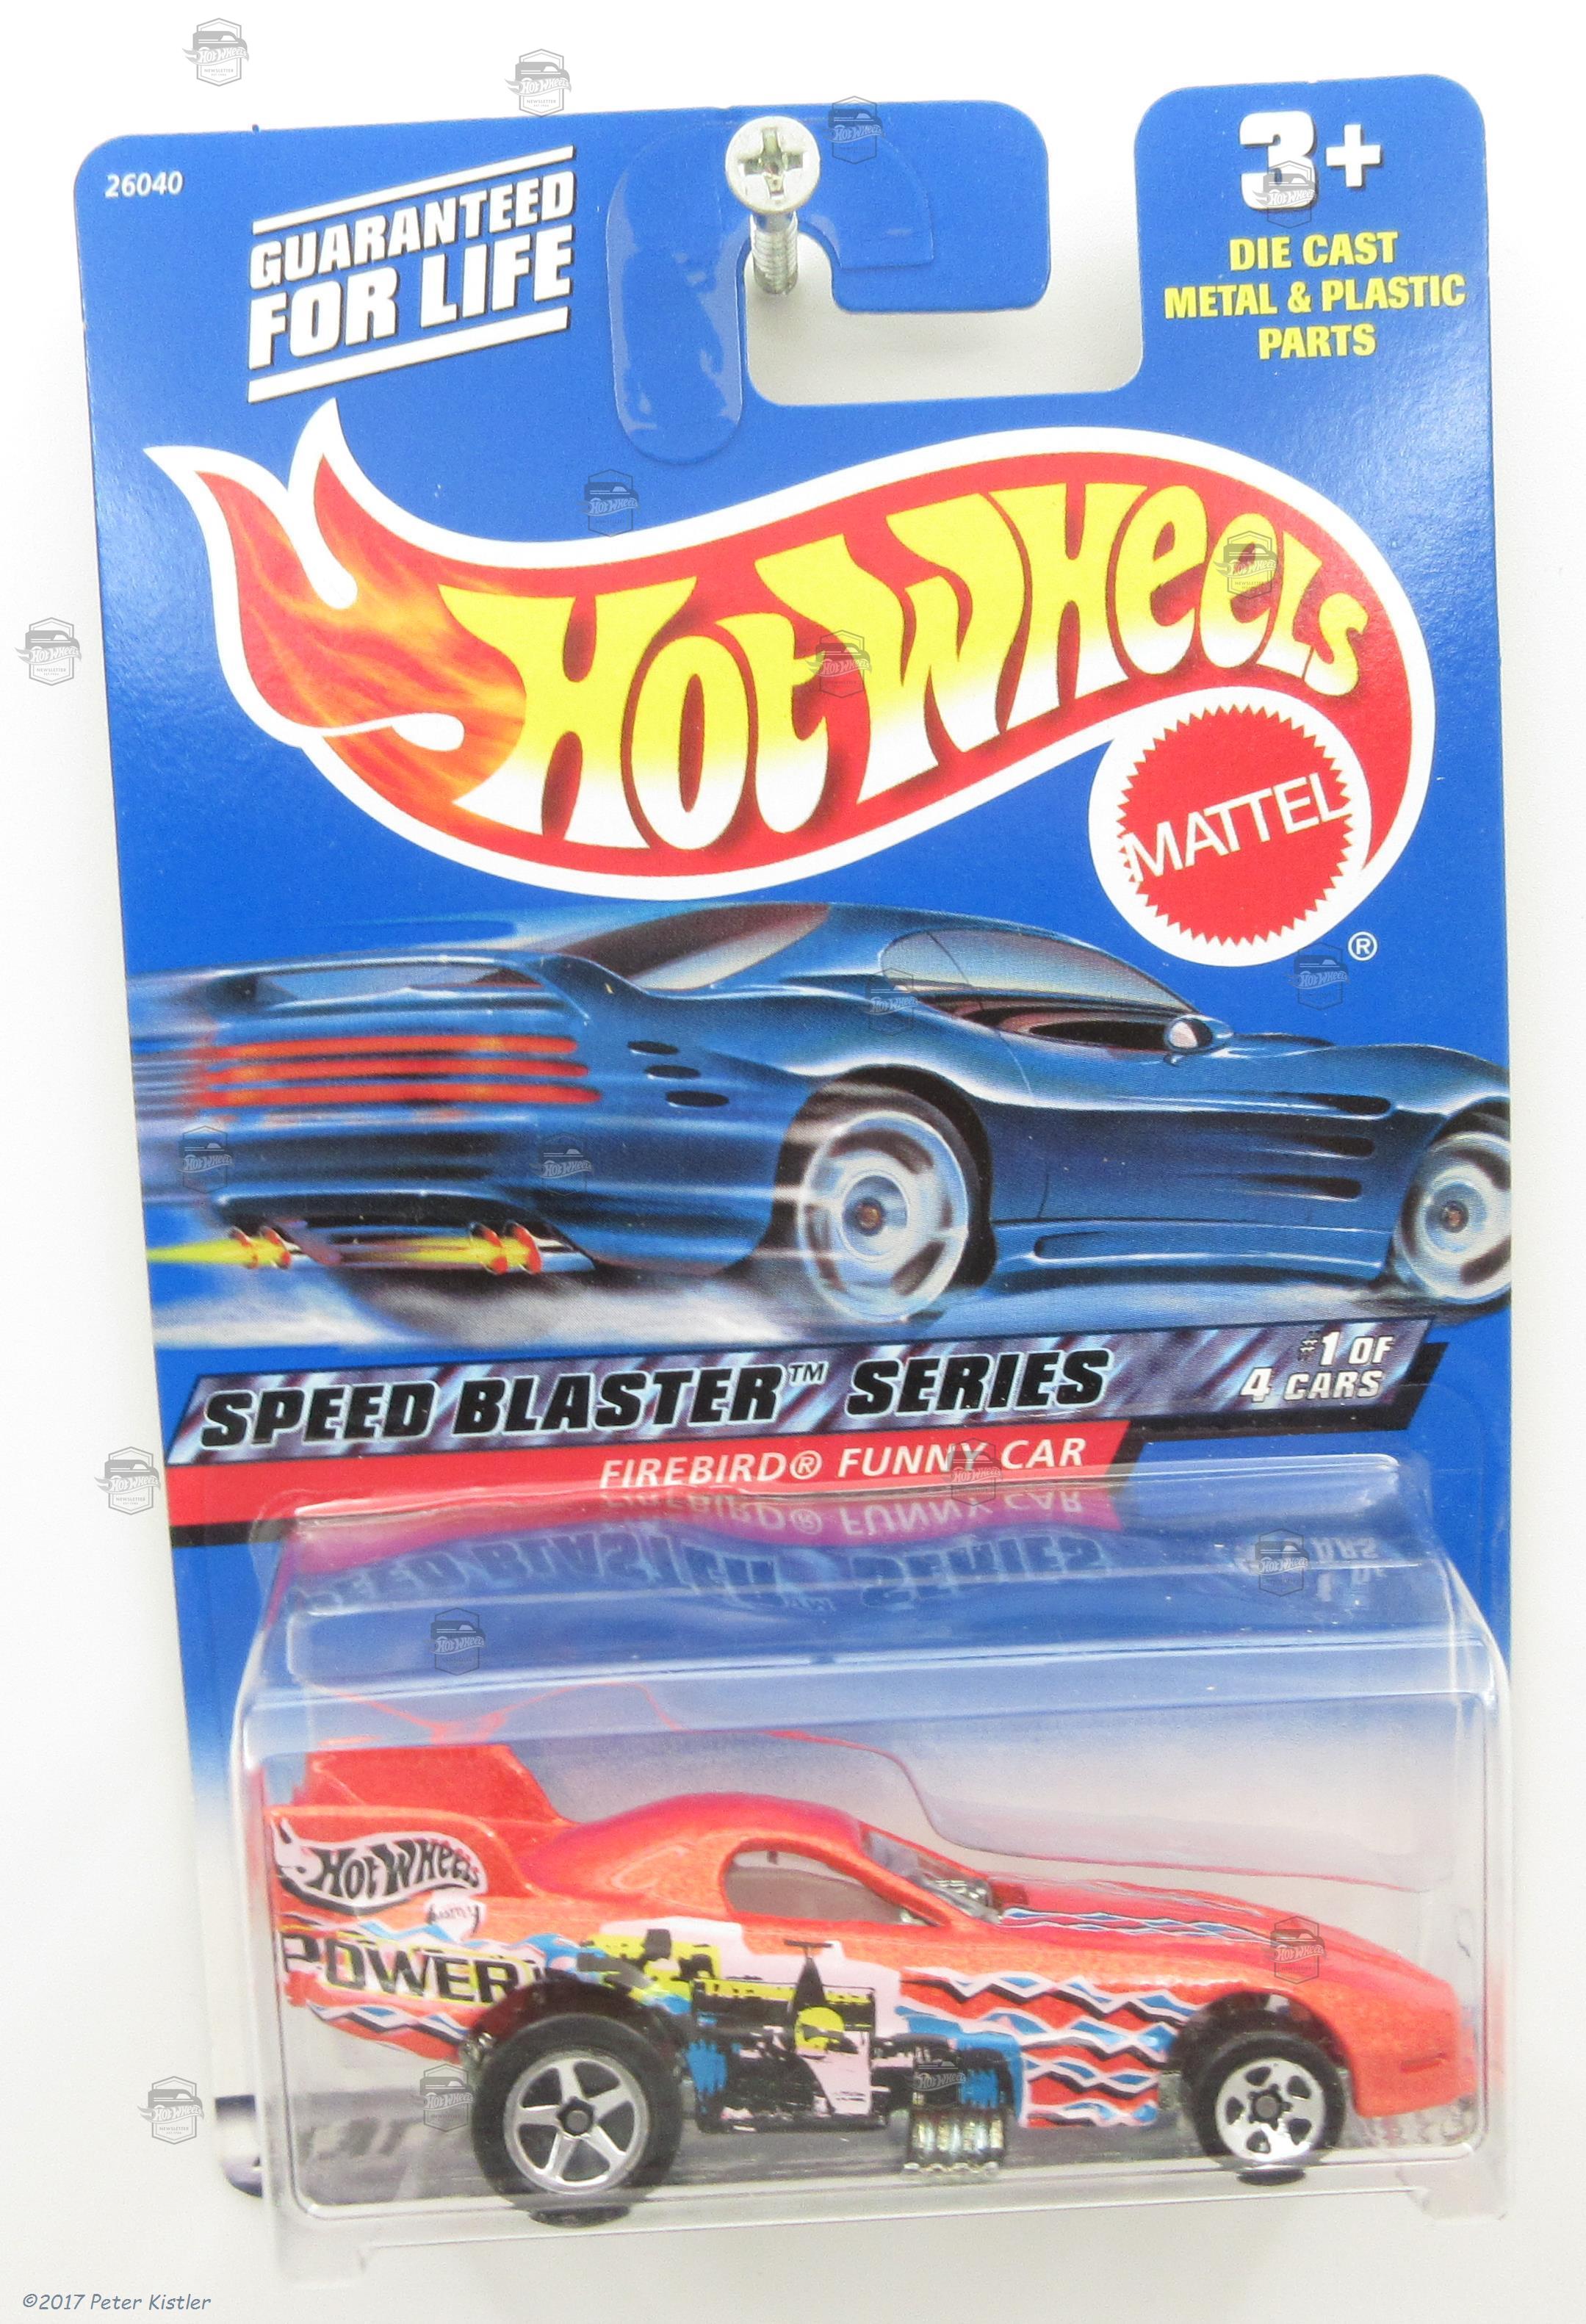 26040
GUARANTEED
FOR LIFE
3+
DIE CAST
METAL & PLASTIC
PARTS
HOT WHEELS
MATTEL
®
SPEED BLASTER™ SERIES
#1 OF
4 CARS
FIREBIRD® FUNNY CAR
HOT WHEELS
POWER
©2017 Peter Kistler